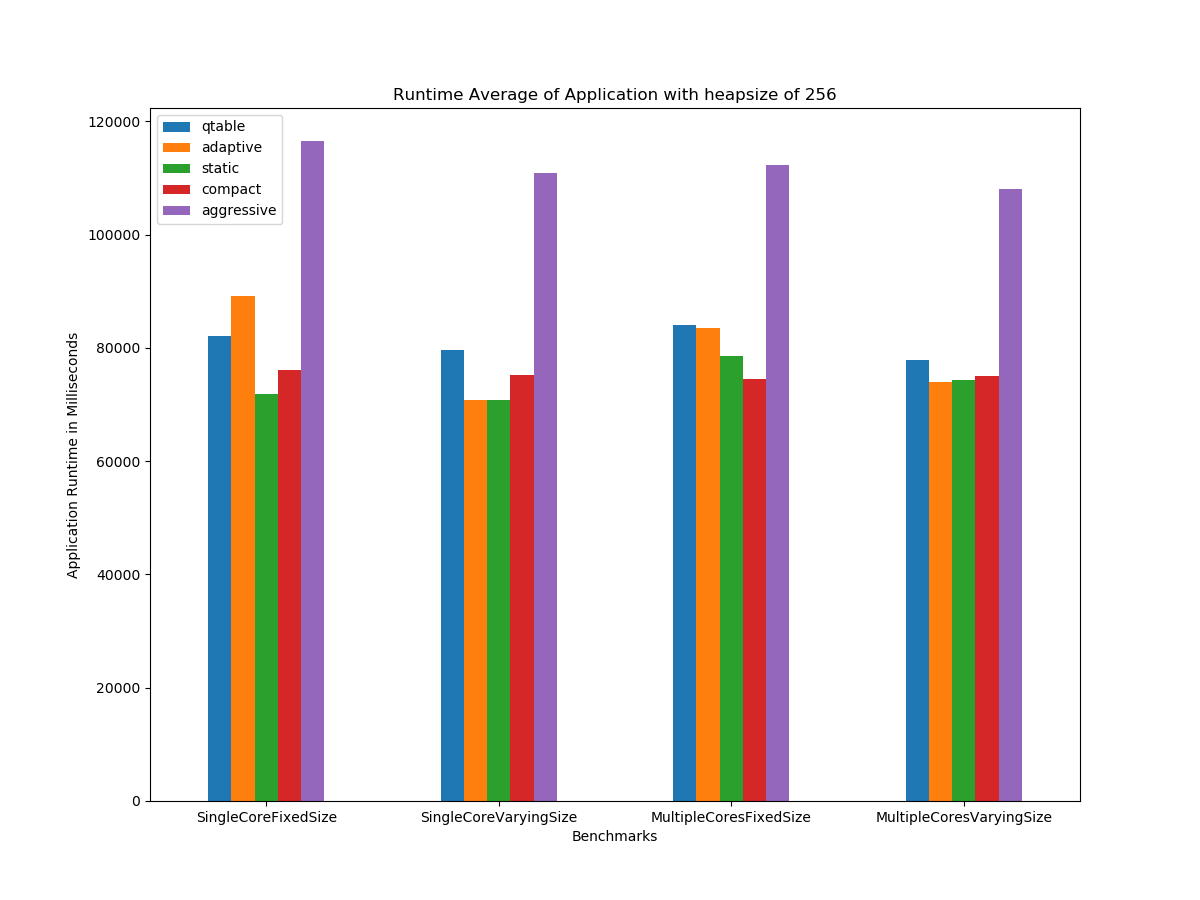 Runtime Average of Application with heapsize of 256
120000
100000
80000
60000
40000
20000
0
Application Runtime in Milliseconds
qtable
adaptive
static
compact
aggressive
SingleCoreFixedSize
SingleCoreVaryingSize
MultipleCoresFixedSize
MultipleCoresVaryingSize
Benchmarks